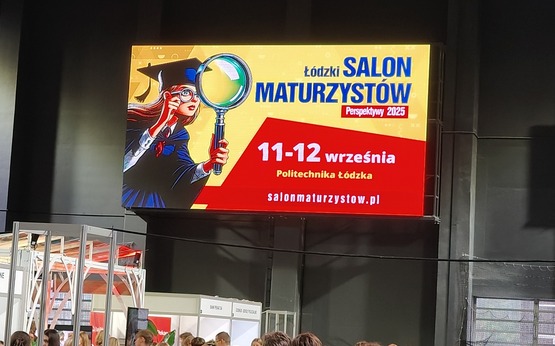 Łódzki SALON
MATURZYSTÓW
Perspektywy 2025
11-12 września
Politechnika Łódzka
salonmaturzystow.pl